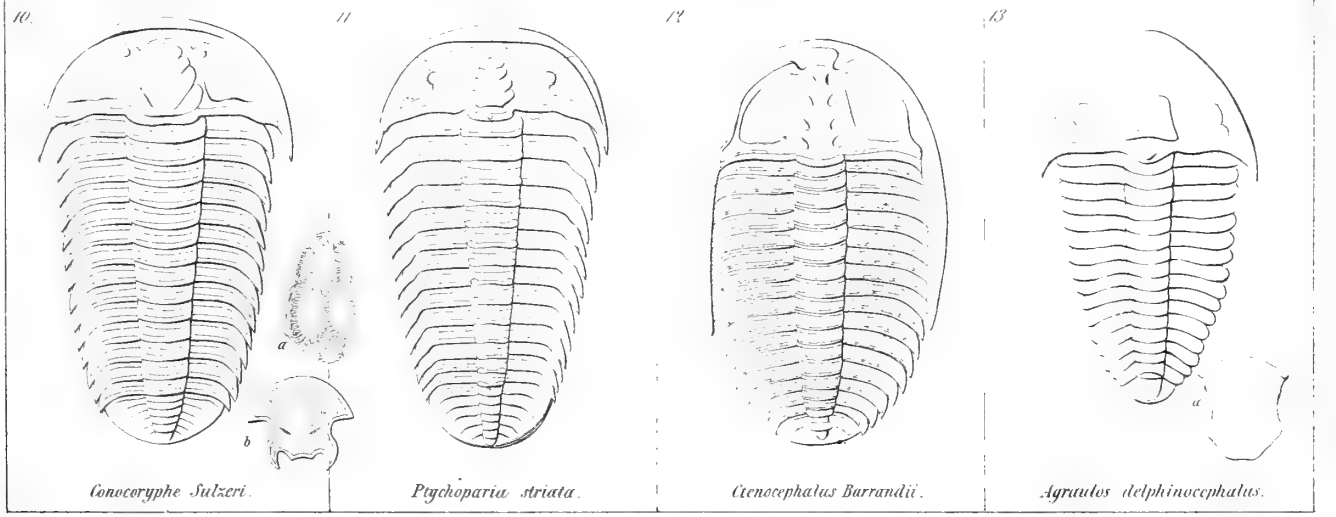 10.
11
12
13
a
b
a
Conocoryphe Sulzeri.
Ptychoparia striata.
Ctenocephalus Barrandii.
Agraulos delphinocephalus.